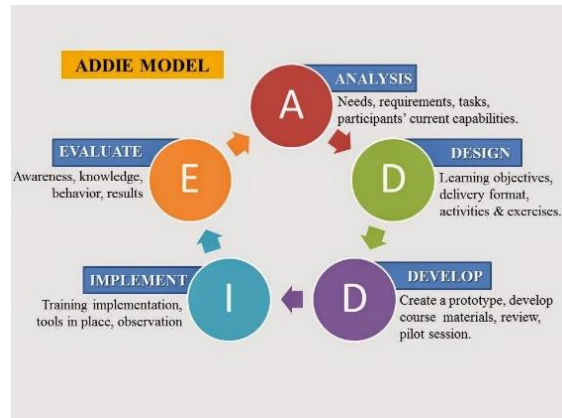 ADDIE MODEL
A
ANALYSIS
Needs, requirements, tasks,
participants' current capabilities.
D
DESIGN
Learning objectives,
delivery format,
activities & exercises.
D
DEVELOP
Create a prototype, develop
course materials, review,
pilot session.
I
IMPLEMENT
Training implementation,
tools in place, observation
E
EVALUATE
Awareness, knowledge,
behavior, results